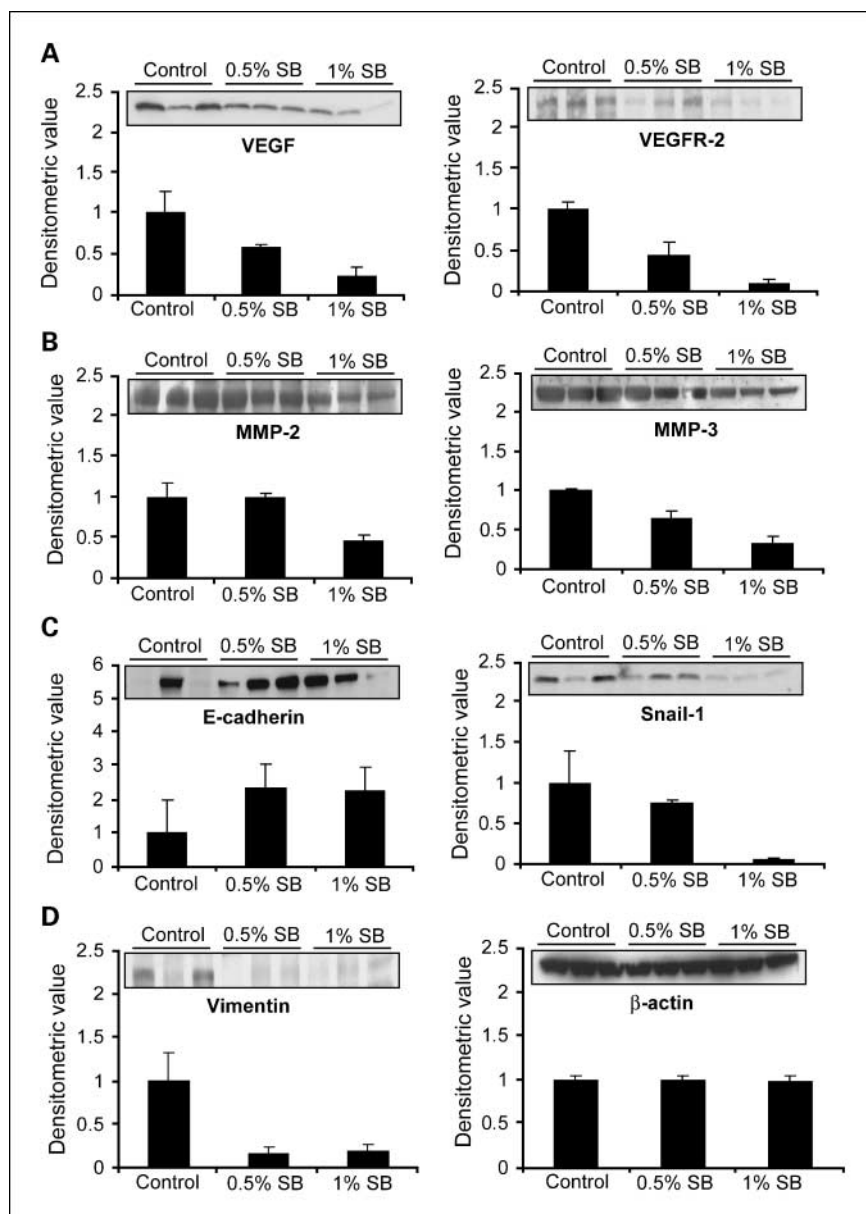 A
Control 0.5% SB 1% SB
Densitometric value
2.5
2
1.5
1
0.5
0
VEGF
Control 0.5% SB 1% SB
Control 0.5% SB 1% SB
Densitometric value
2.5
2
1.5
1
0.5
0
VEGFR-2
Control 0.5% SB 1% SB
B
Control 0.5% SB 1% SB
Densitometric value
2.5
2
1.5
1
0.5
0
MMP-2
Control 0.5% SB 1% SB
Control 0.5% SB 1% SB
Densitometric value
2.5
2
1.5
1
0.5
0
MMP-3
Control 0.5% SB 1% SB
C
Control 0.5% SB 1% SB
Densitometric value
6
5
4
3
2
1
0
E-cadherin
Control 0.5% SB 1% SB
Control 0.5% SB 1% SB
Densitometric value
2.5
2
1.5
1
0.5
0
Snail-1
Control 0.5% SB 1% SB
D
Control 0.5% SB 1% SB
Densitometric value
2.5
2
1.5
1
0.5
0
Vimentin
Control 0.5% SB 1% SB
Control 0.5% SB 1% SB
Densitometric value
2.5
2
1.5
1
0.5
0
β-actin
Control 0.5% SB 1% SB